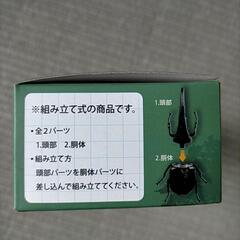 ※組み立て式の商品です。
・全２パーツ
1.頭部　2.胴体
・組み立て方
頭部パーツを胴体パーツに
差し込んで組み立ててください。
1.頭部
2.胴体